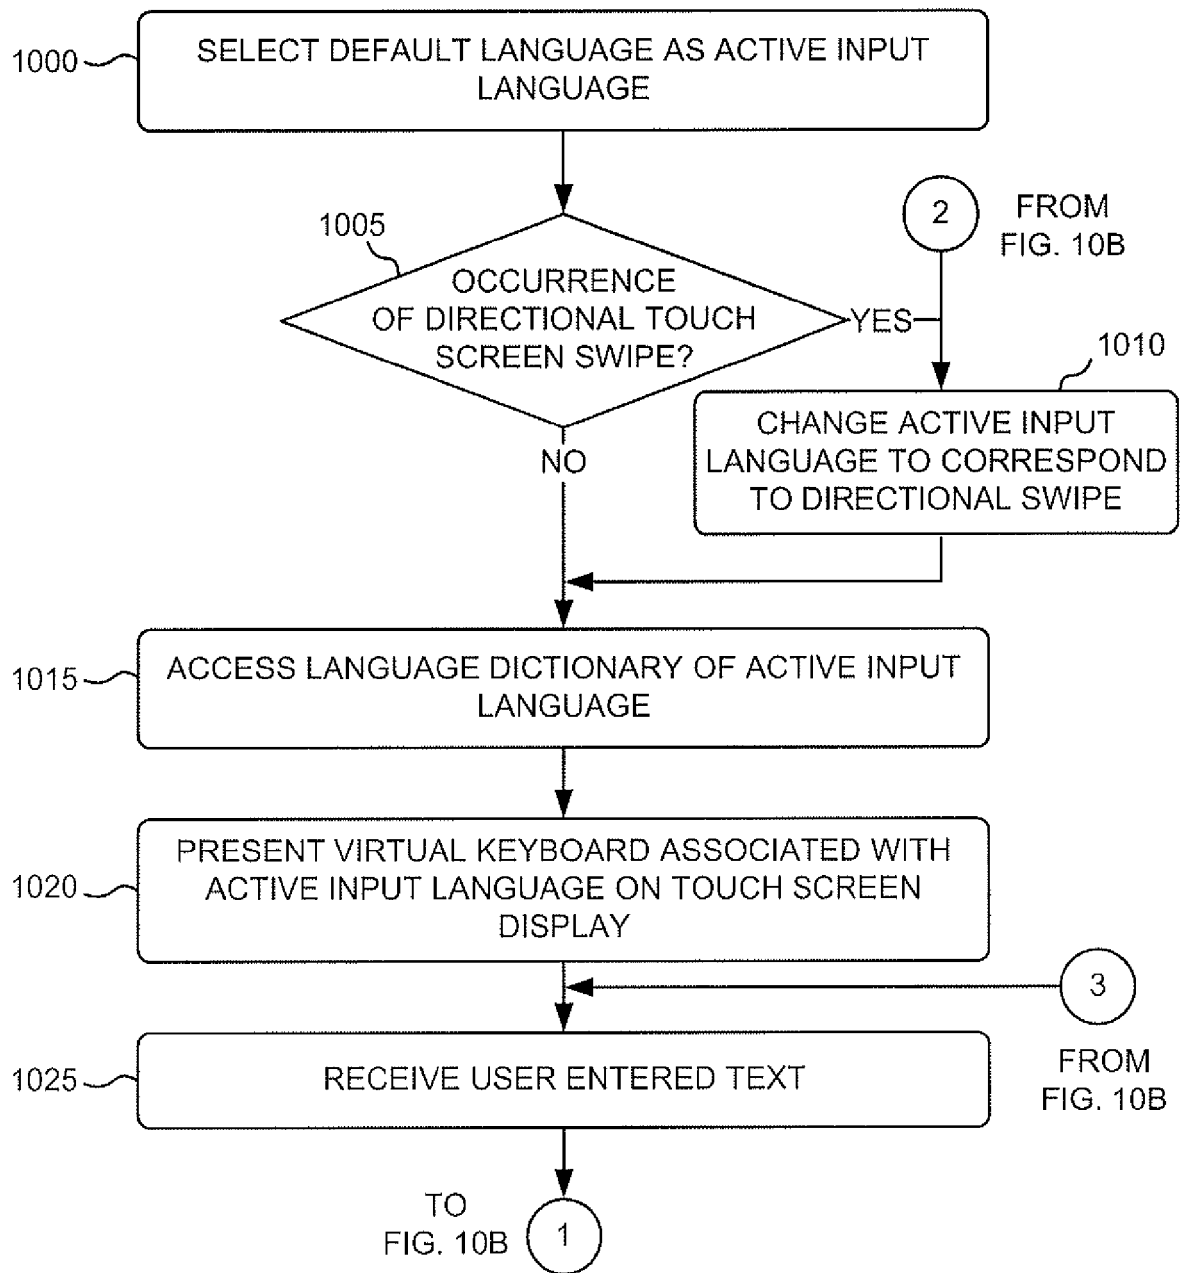 1000
SELECT DEFAULT LANGUAGE AS ACTIVE INPUT
LANGUAGE
1005
OCCURRENCE
OF DIRECTIONAL TOUCH
SCREEN SWIPE?
YES
NO
2
FROM
FIG. 10B
1010
CHANGE ACTIVE INPUT
LANGUAGE TO CORRESPOND
TO DIRECTIONAL SWIPE
1015
ACCESS LANGUAGE DICTIONARY OF ACTIVE INPUT
LANGUAGE
1020
PRESENT VIRTUAL KEYBOARD ASSOCIATED WITH
ACTIVE INPUT LANGUAGE ON TOUCH SCREEN
DISPLAY
3
FROM
FIG. 10B
1025
RECEIVE USER ENTERED TEXT
TO
FIG. 10B
1